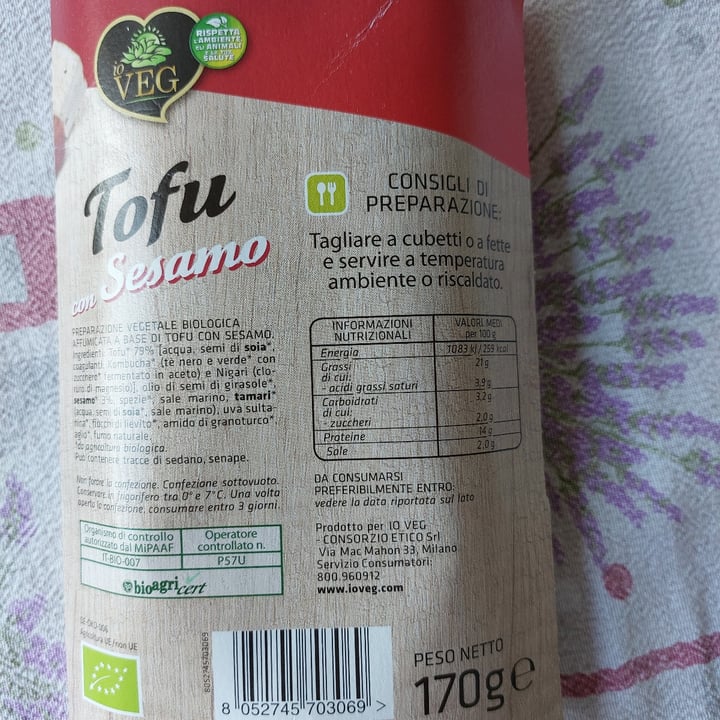 io
VEG
RISPETTA
L'AMBIENTE,
GLI ANIMALI
E LA TUA
SALUTE
Tofu
con Sesamo
PREPARAZIONE VEGETALE BIOLOGICA
AFFUMICATA A BASE DI TOFU CON SESAMO.
Ingredienti: Tofu* 79% [acqua, semi di soia*,
coagulanti: Kombucha* (tè nero e verde* con
zucchero* fermentato in aceto) e Nigari (clo-
ruro di magnesio)], olio di semi di girasole*,
sesamo* 3%, spezie*, sale marino, tamari*
(acqua, semi di soia*, sale marino), uva sulta-
nina*, fiocchi di lievito*, amido di granoturco*,
aglio*, fumo naturale.
*da agricoltura biologica.
Può contenere tracce di sedano, senape.
Non forare la confezione. Confezione sottovuoto.
Conservare in frigorifero tra 0° e 7°C. Una volta
aperta la confezione, consumare entro 3 giorni.
Organismo di controllo
autorizzato dal MiPAAF
Operatore
controllato n.
IT-BIO-007
P57U
bioagricert
DE-ÖKO-006
Agricoltura UE/non UE
CONSIGLI DI
PREPARAZIONE:
Tagliare a cubetti o a fette
e servire a temperatura
ambiente o riscaldato.
INFORMAZIONI
NUTRIZIONALI
VALORI MEDI
per 100 g
Energia 1083 kJ / 259 kcal
Grassi 21 g
di cui:
- acidi grassi saturi 3,9 g
Carboidrati 3,2 g
di cui:
- zuccheri 2,0 g
Proteine 14 g
Sale 2,0 g
DA CONSUMARSI
PREFERIBILMENTE ENTRO:
vedere la data riportata sul lato
Prodotto per IO VEG
- CONSORZIO ETICO Srl
Via Mac Mahon 33, Milano
Servizio Consumatori:
800.960912
www.ioveg.com
8052745703069
8 052745 703069 >
PESO NETTO
170g e